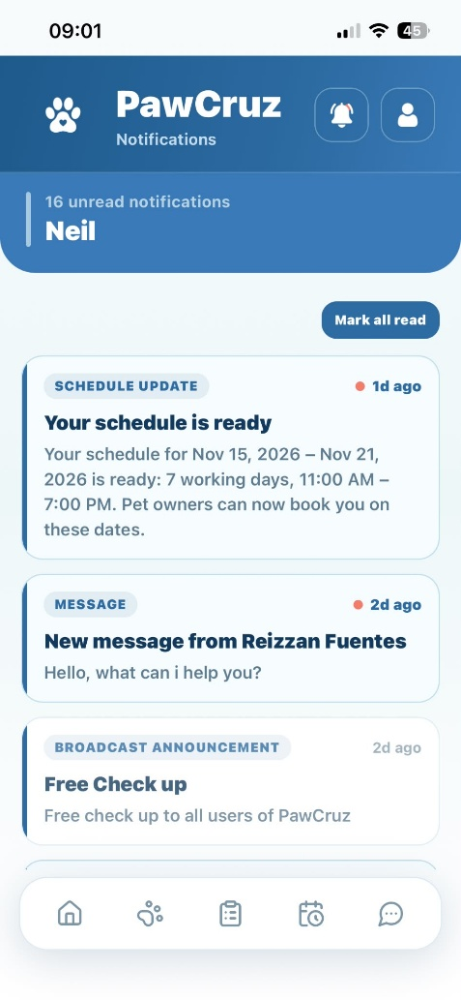 09:01
45
PawCruz
Notifications
16 unread notifications
Neil
Mark all read
SCHEDULE UPDATE
1d ago
Your schedule is ready
Your schedule for Nov 15, 2026 – Nov 21,
2026 is ready: 7 working days, 11:00 AM –
7:00 PM. Pet owners can now book you on
these dates.
MESSAGE
2d ago
New message from Reizzan Fuentes
Hello, what can i help you?
BROADCAST ANNOUNCEMENT
2d ago
Free Check up
Free check up to all users of PawCruz